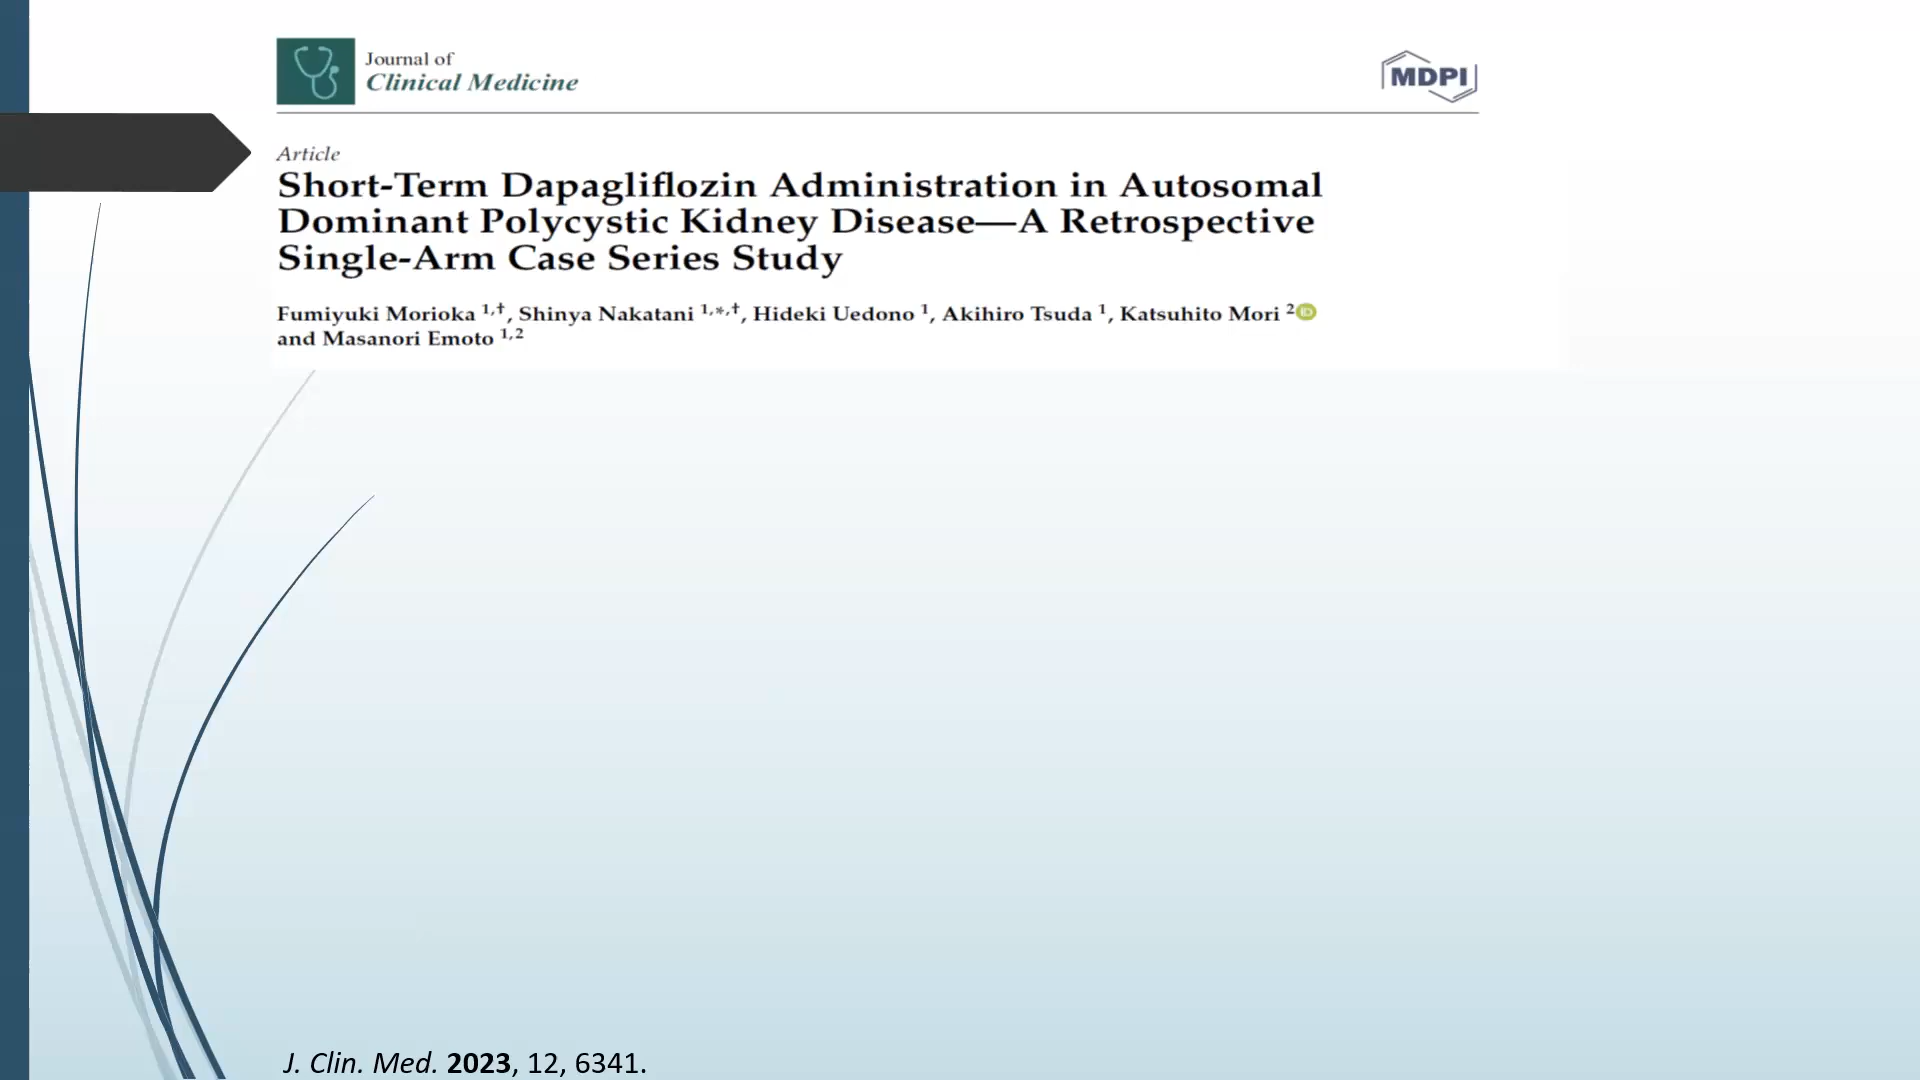 Journal of
Clinical Medicine
MDPI
Article
Short-Term Dapagliflozin Administration in Autosomal
Dominant Polycystic Kidney Disease—A Retrospective
Single-Arm Case Series Study
Fumiyuki Morioka 1,†, Shinya Nakatani 1,*,†, Hideki Uedono 1, Akihiro Tsuda 1, Katsuhito Mori 2 iD
and Masanori Emoto 1,2
J. Clin. Med. 2023, 12, 6341.